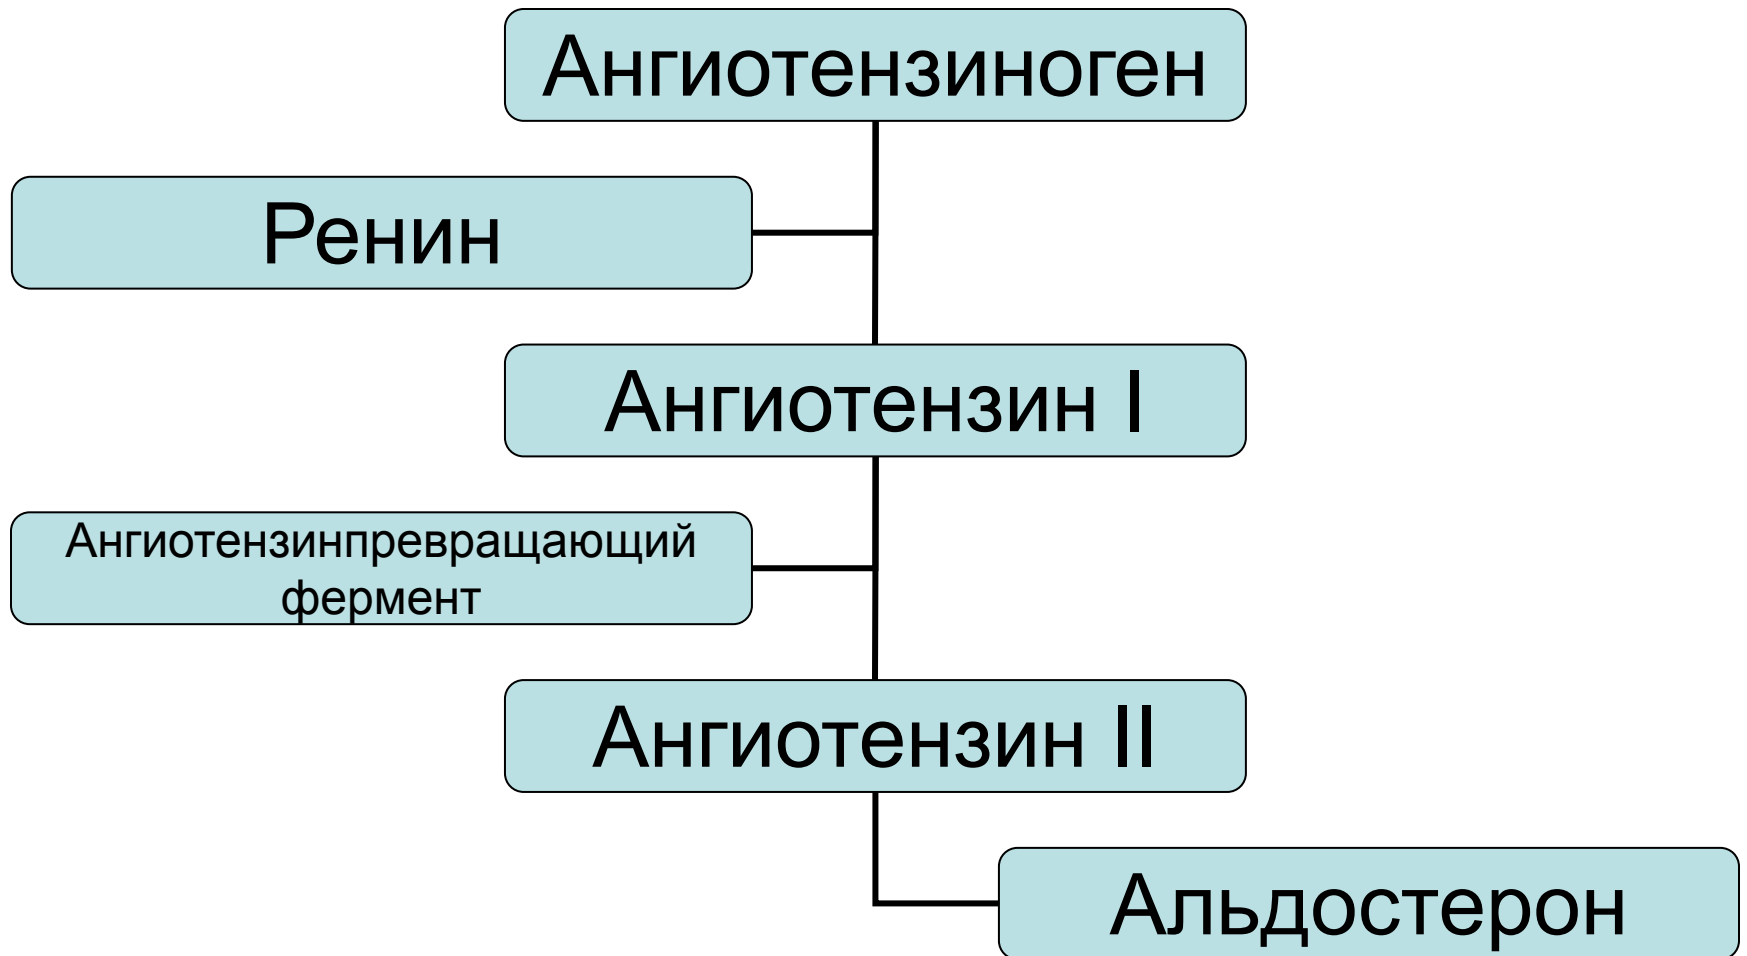 Ангиотензиноген
Ренин
Ангиотензин I
Ангиотензинпревращающий
фермент
Ангиотензин II
Альдостерон